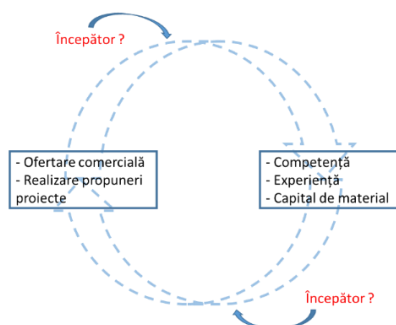 Începător ?
- Ofertare comercială
- Realizare propuneri
proiecte
- Competență
- Experiență
- Capital de material
Începător ?